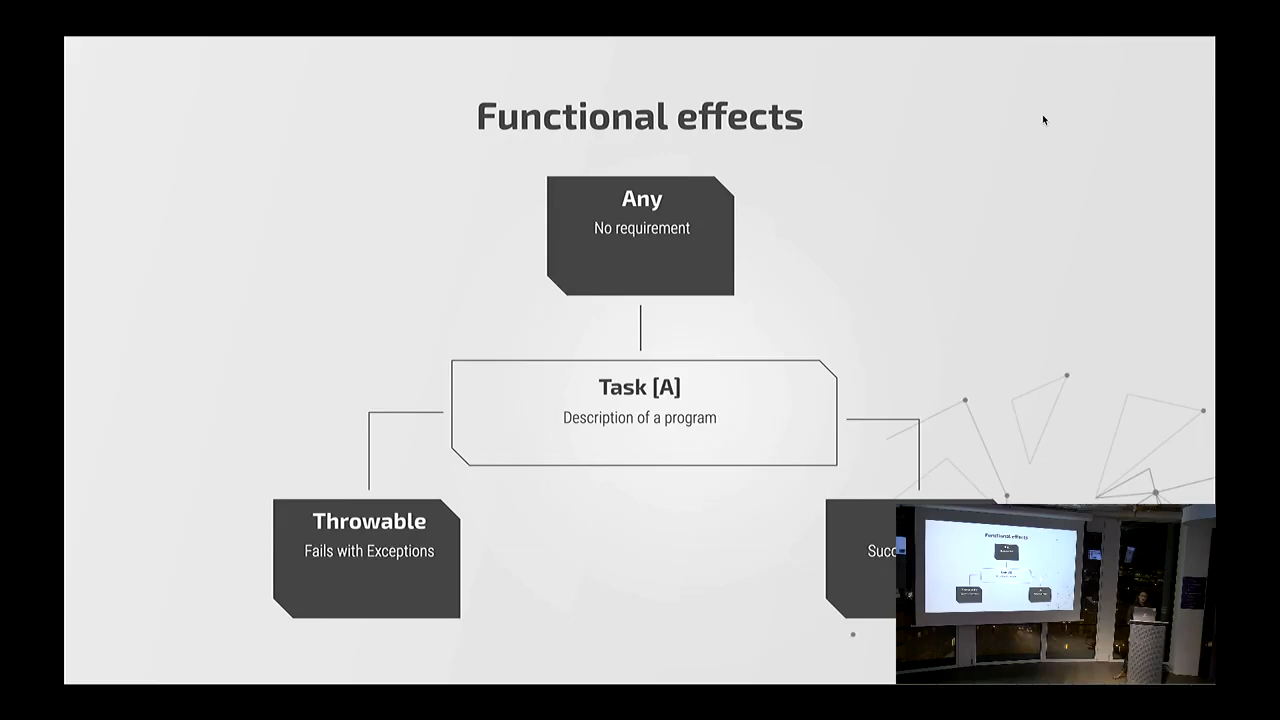 Functional effects
Any
No requirement
Task [A]
Description of a program
Throwable
Fails with Exceptions
Succ